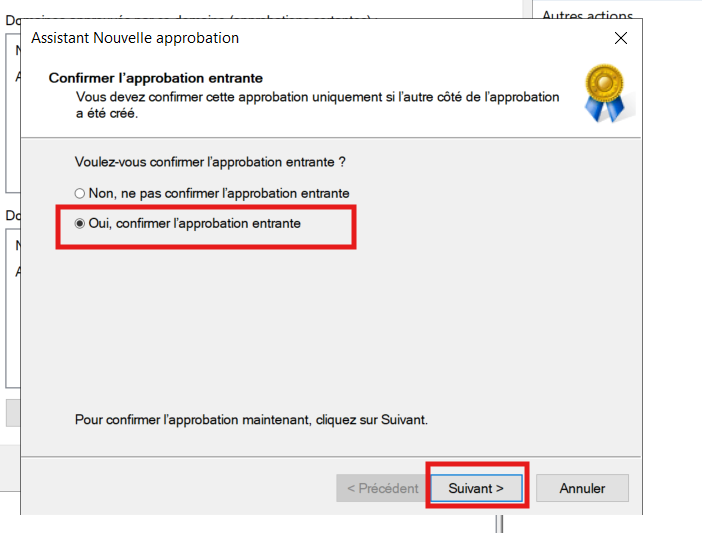 Autres actions
Assistant Nouvelle approbation
Confirmer l'approbation entrante
Vous devez confirmer cette approbation uniquement si l'autre côté de l'approbation
a été créé.
Voulez-vous confirmer l'approbation entrante ?
Non, ne pas confirmer l'approbation entrante
Oui, confirmer l'approbation entrante
Pour confirmer l'approbation maintenant, cliquez sur Suivant.
< Précédent
Suivant >
Annuler